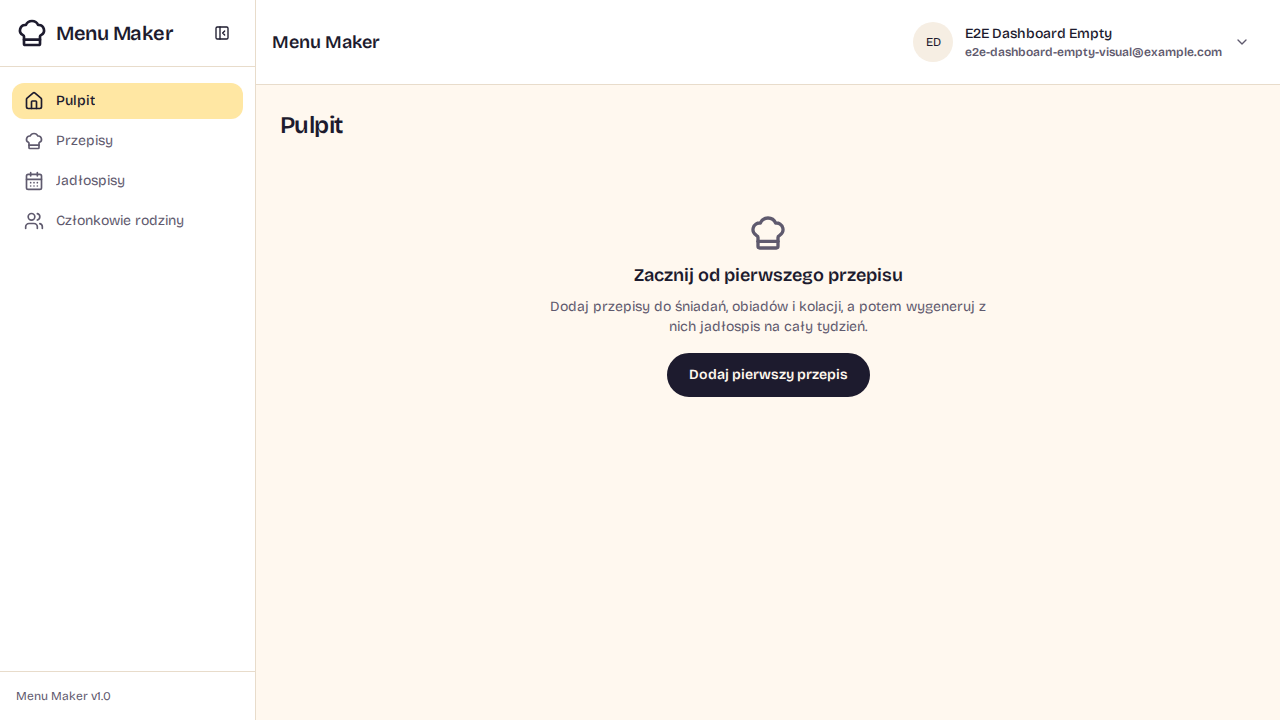 Menu Maker
Pulpit
Przepisy
Jadłospisy
Członkowie rodziny
Menu Maker v1.0
Menu Maker
ED
E2E Dashboard Empty
e2e-dashboard-empty-visual@example.com
Pulpit
Zacznij od pierwszego przepisu
Dodaj przepisy do śniadań, obiadów i kolacji, a potem wygeneruj z
nich jadłospis na cały tydzień.
Dodaj pierwszy przepis